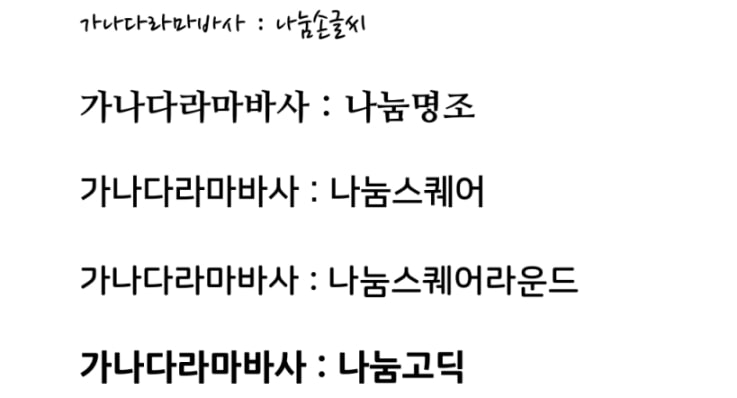 가나다라마바사 : 나눔손글씨
가나다라마바사 : 나눔명조
가나다라마바사 : 나눔스퀘어
가나다라마바사 : 나눔스퀘어라운드
가나다라마바사 : 나눔고딕